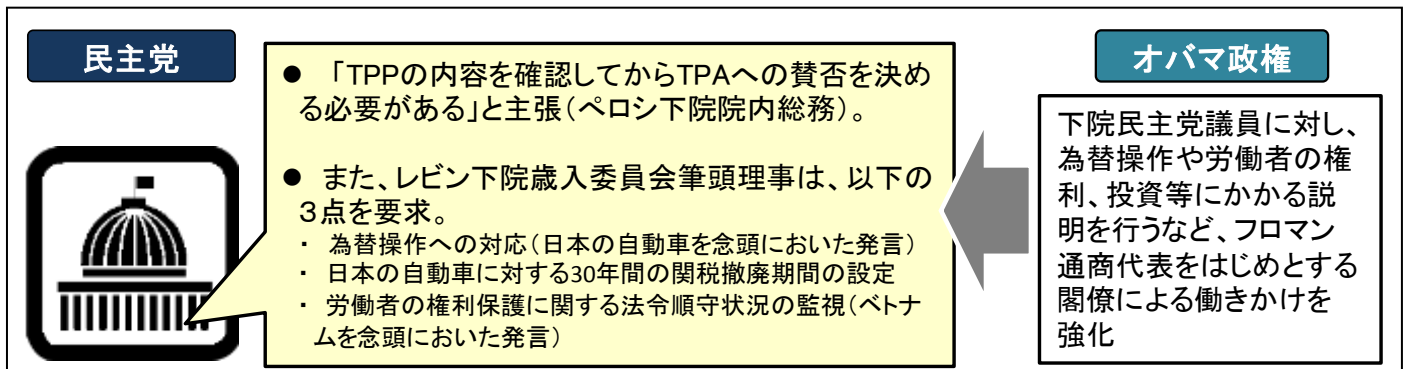 民主党
● 「TPPの内容を確認してからTPAへの賛否を決め
る必要がある」と主張（ペロシ下院院内総務）。
● また、レビン下院歳入委員会筆頭理事は、以下の
３点を要求。
・ 為替操作への対応（日本の自動車を念頭においた発言）
・ 日本の自動車に対する30年間の関税撤廃期間の設定
・ 労働者の権利保護に関する法令順守状況の監視（ベトナ
ムを念頭においた発言）
オバマ政権
下院民主党議員に対し、
為替操作や労働者の権
利、投資等にかかる説
明を行うなど、フロマン
通商代表をはじめとする
閣僚による働きかけを
強化